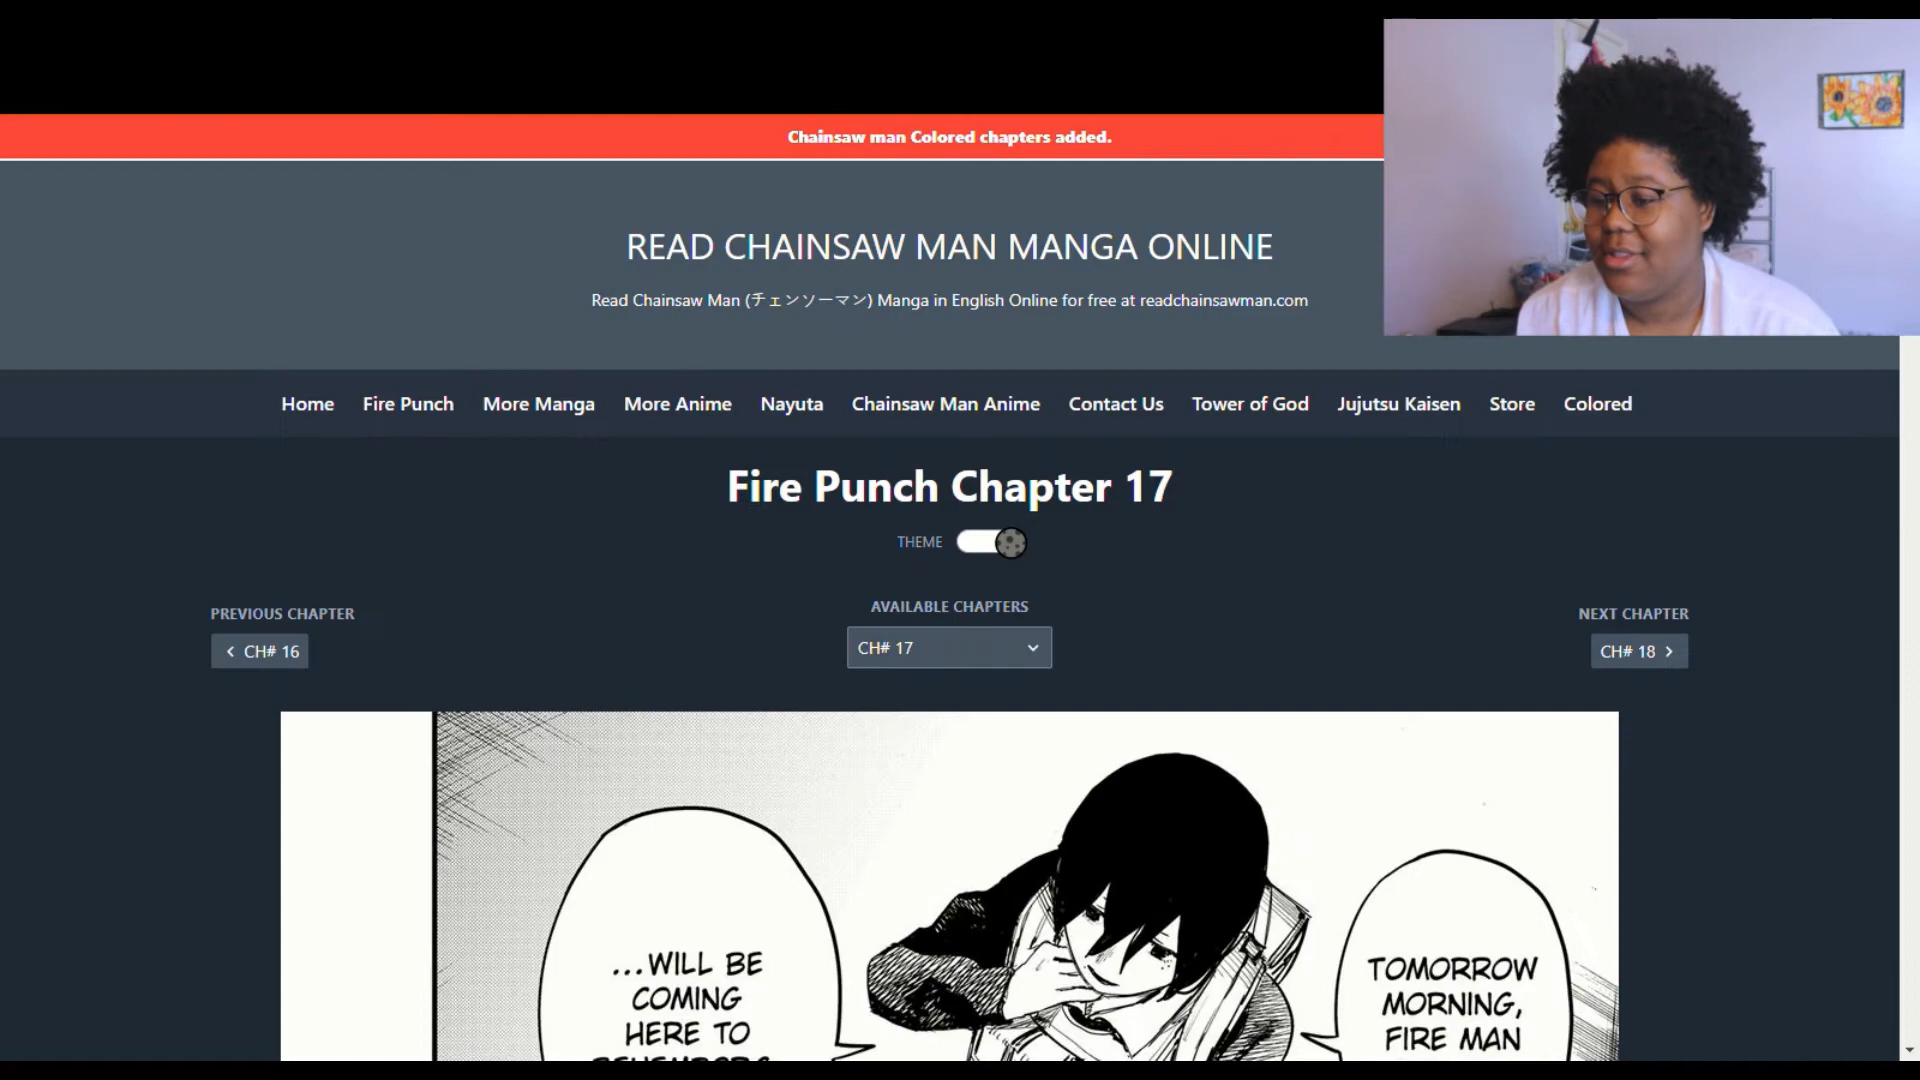 Chainsaw man Colored chapters added.
READ CHAINSAW MAN MANGA ONLINE
Read Chainsaw Man (チェンソーマン) Manga in English Online for free at readchainsawman.com
Home Fire Punch More Manga More Anime Nayuta Chainsaw Man Anime Contact Us Tower of God Jujutsu Kaisen Store Colored
Fire Punch Chapter 17
THEME
PREVIOUS CHAPTER
CH# 16
AVAILABLE CHAPTERS
CH# 17
NEXT CHAPTER
CH# 18
TOMORROW
MORNING,
FIRE MAN
...WILL BE
COMING
HERE TO